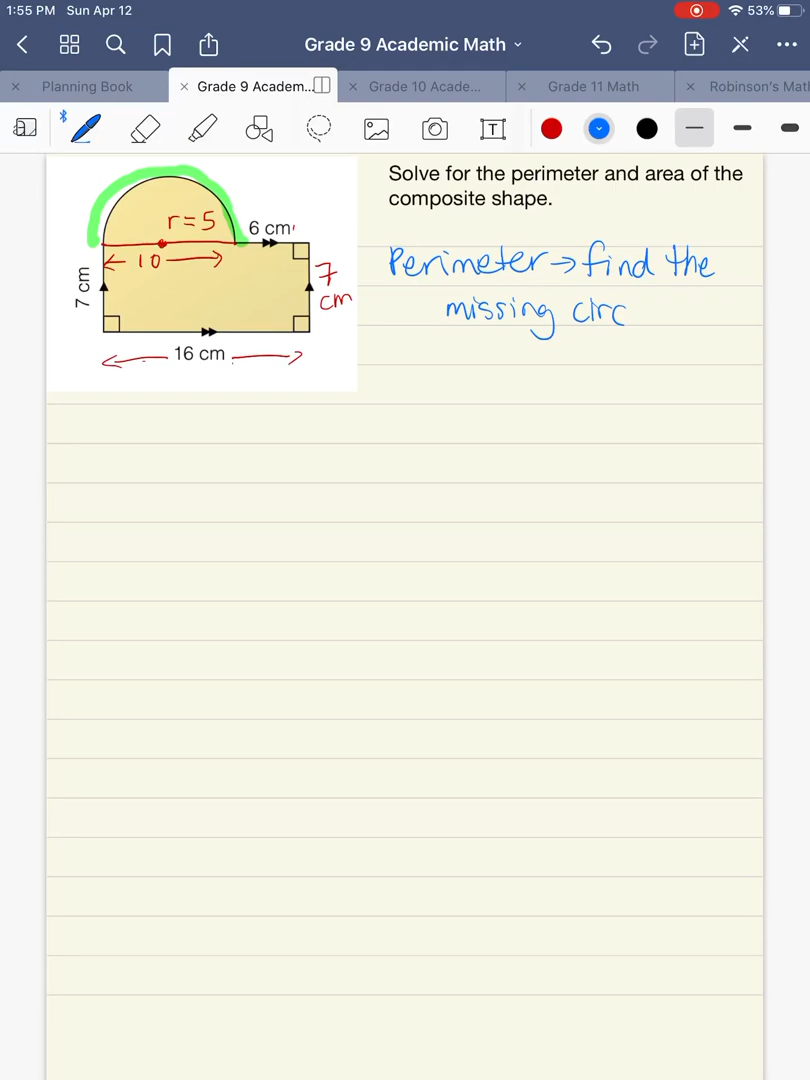 1:55 PM Sun Apr 12
53%
Grade 9 Academic Math
Planning Book
Grade 9 Academ...
Grade 10 Acade...
Grade 11 Math
Robinson's Mat
T
r = 5
6 cm
10
7 cm
7 cm
16 cm
Solve for the perimeter and area of the
composite shape.
Perimeter → find the
missing circ